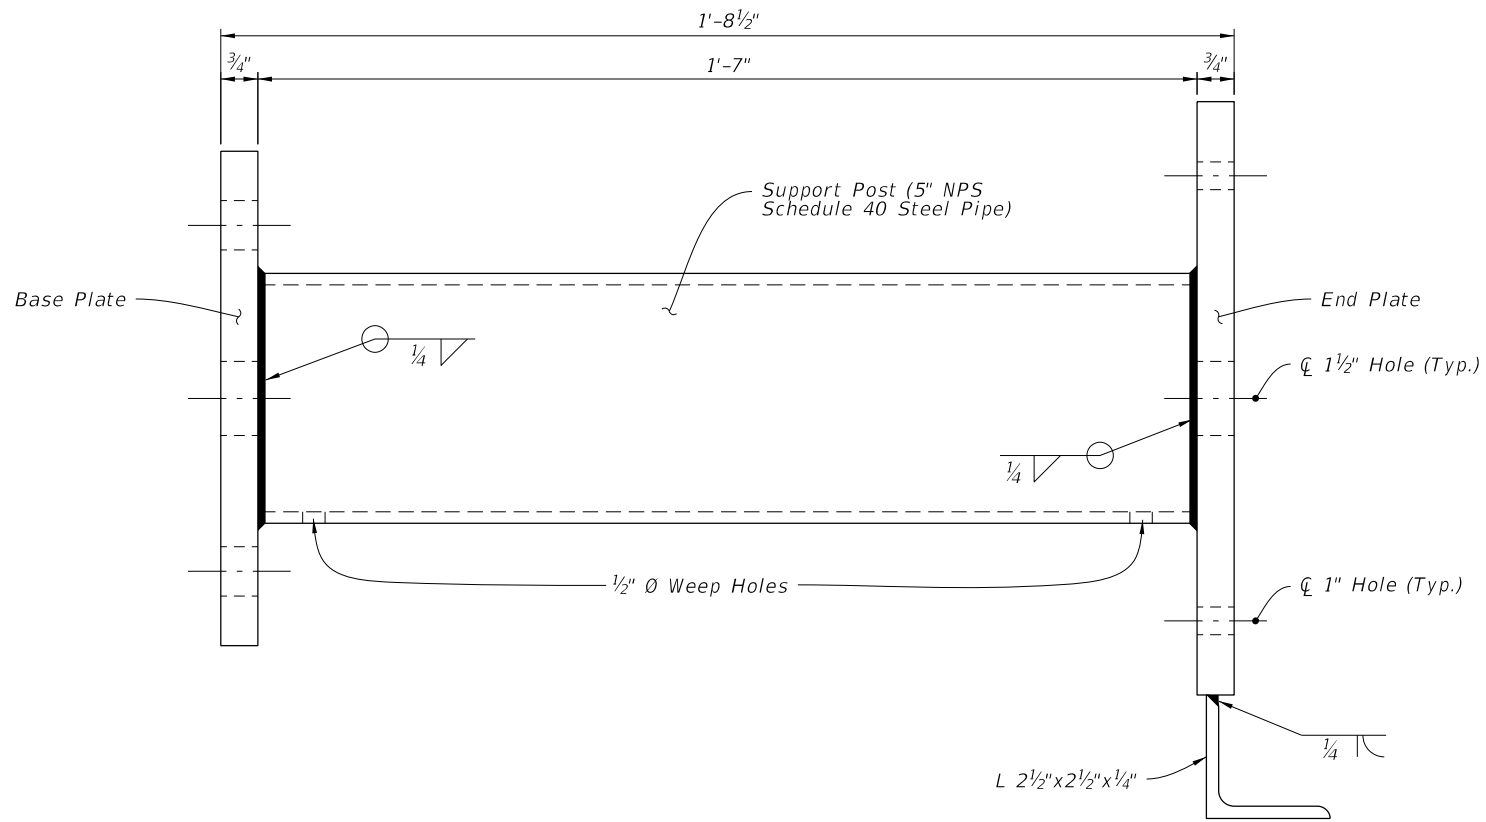 1'-8½"
¾"
1'-7"
¾"
Support Post (5" NPS
Schedule 40 Steel Pipe)
Base Plate
End Plate
¼
℄ 1½" Hole (Typ.)
¼
½" Ø Weep Holes
℄ 1" Hole (Typ.)
¼
L 2½"x2½"x¼"